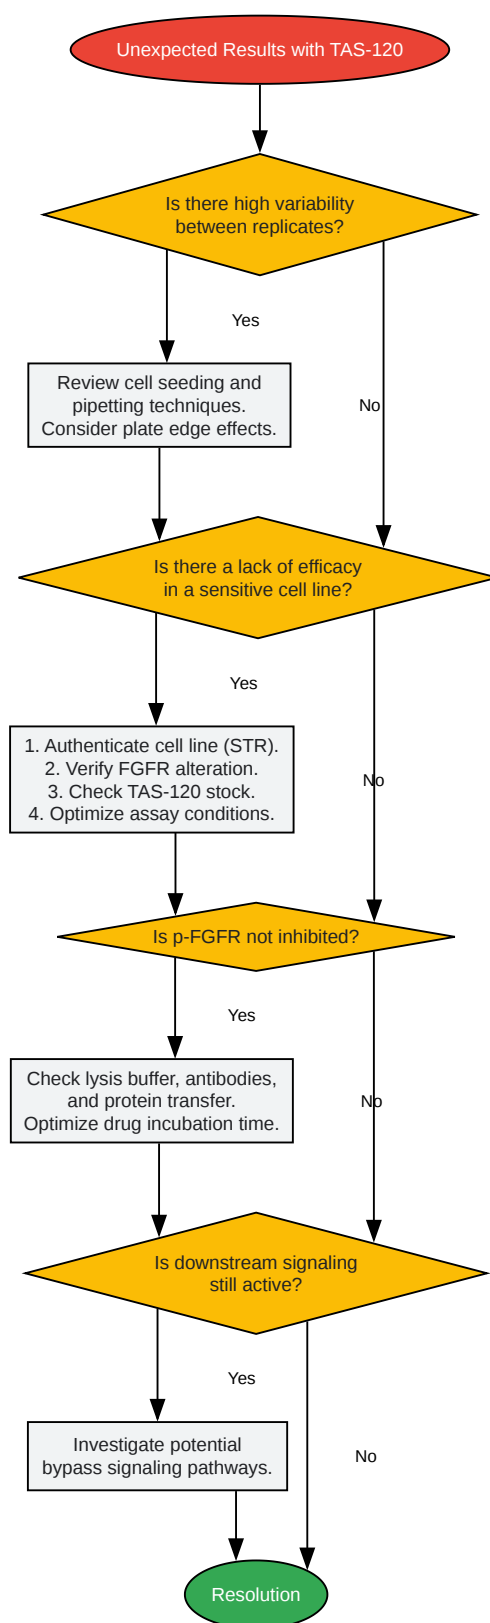 Unexpected Results with TAS-120
Is there high variability
between replicates?
Yes
Review cell seeding and
pipetting techniques.
Consider plate edge effects.
No
Is there a lack of efficacy
in a sensitive cell line?
Yes
1. Authenticate cell line (STR).
2. Verify FGFR alteration.
3. Check TAS-120 stock.
4. Optimize assay conditions.
No
Is p-FGFR not inhibited?
Yes
Check lysis buffer, antibodies,
and protein transfer.
Optimize drug incubation time.
No
Is downstream signaling
still active?
Yes
Investigate potential
bypass signaling pathways.
No
Resolution